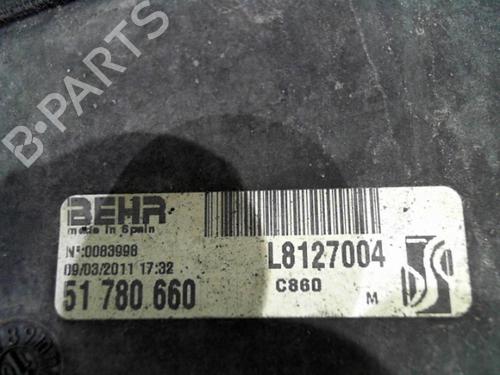 B-PARTS
BEHR
made in Spain
Nº:0083998
09/03/2011 17:32
51 780 660
L8127004
C860
M